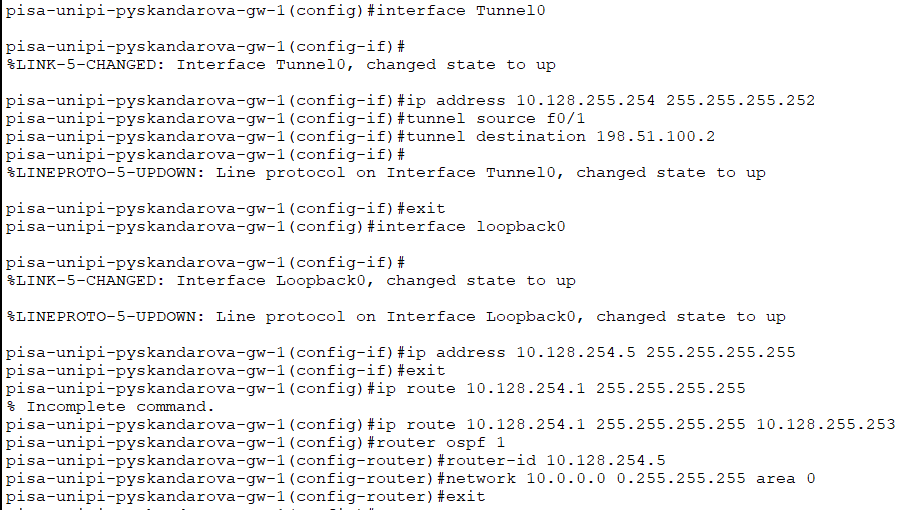 pisa-unipi-pyskandarova-gw-1(config)#interface Tunnel0
pisa-unipi-pyskandarova-gw-1(config-if)#
%LINK-5-CHANGED: Interface Tunnel0, changed state to up
pisa-unipi-pyskandarova-gw-1(config-if)#ip address 10.128.255.254 255.255.255.252
pisa-unipi-pyskandarova-gw-1(config-if)#tunnel source f0/1
pisa-unipi-pyskandarova-gw-1(config-if)#tunnel destination 198.51.100.2
pisa-unipi-pyskandarova-gw-1(config-if)#
%LINEPROTO-5-UPDOWN: Line protocol on Interface Tunnel0, changed state to up
pisa-unipi-pyskandarova-gw-1(config-if)#exit
pisa-unipi-pyskandarova-gw-1(config)#interface loopback0
pisa-unipi-pyskandarova-gw-1(config-if)#
%LINK-5-CHANGED: Interface Loopback0, changed state to up
%LINEPROTO-5-UPDOWN: Line protocol on Interface Loopback0, changed state to up
pisa-unipi-pyskandarova-gw-1(config-if)#ip address 10.128.254.5 255.255.255.255
pisa-unipi-pyskandarova-gw-1(config-if)#exit
pisa-unipi-pyskandarova-gw-1(config)#ip route 10.128.254.1 255.255.255.255
% Incomplete command.
pisa-unipi-pyskandarova-gw-1(config)#ip route 10.128.254.1 255.255.255.255 10.128.255.253
pisa-unipi-pyskandarova-gw-1(config)#router ospf 1
pisa-unipi-pyskandarova-gw-1(config-router)#router-id 10.128.254.5
pisa-unipi-pyskandarova-gw-1(config-router)#network 10.0.0.0 0.255.255.255 area 0
pisa-unipi-pyskandarova-gw-1(config-router)#exit